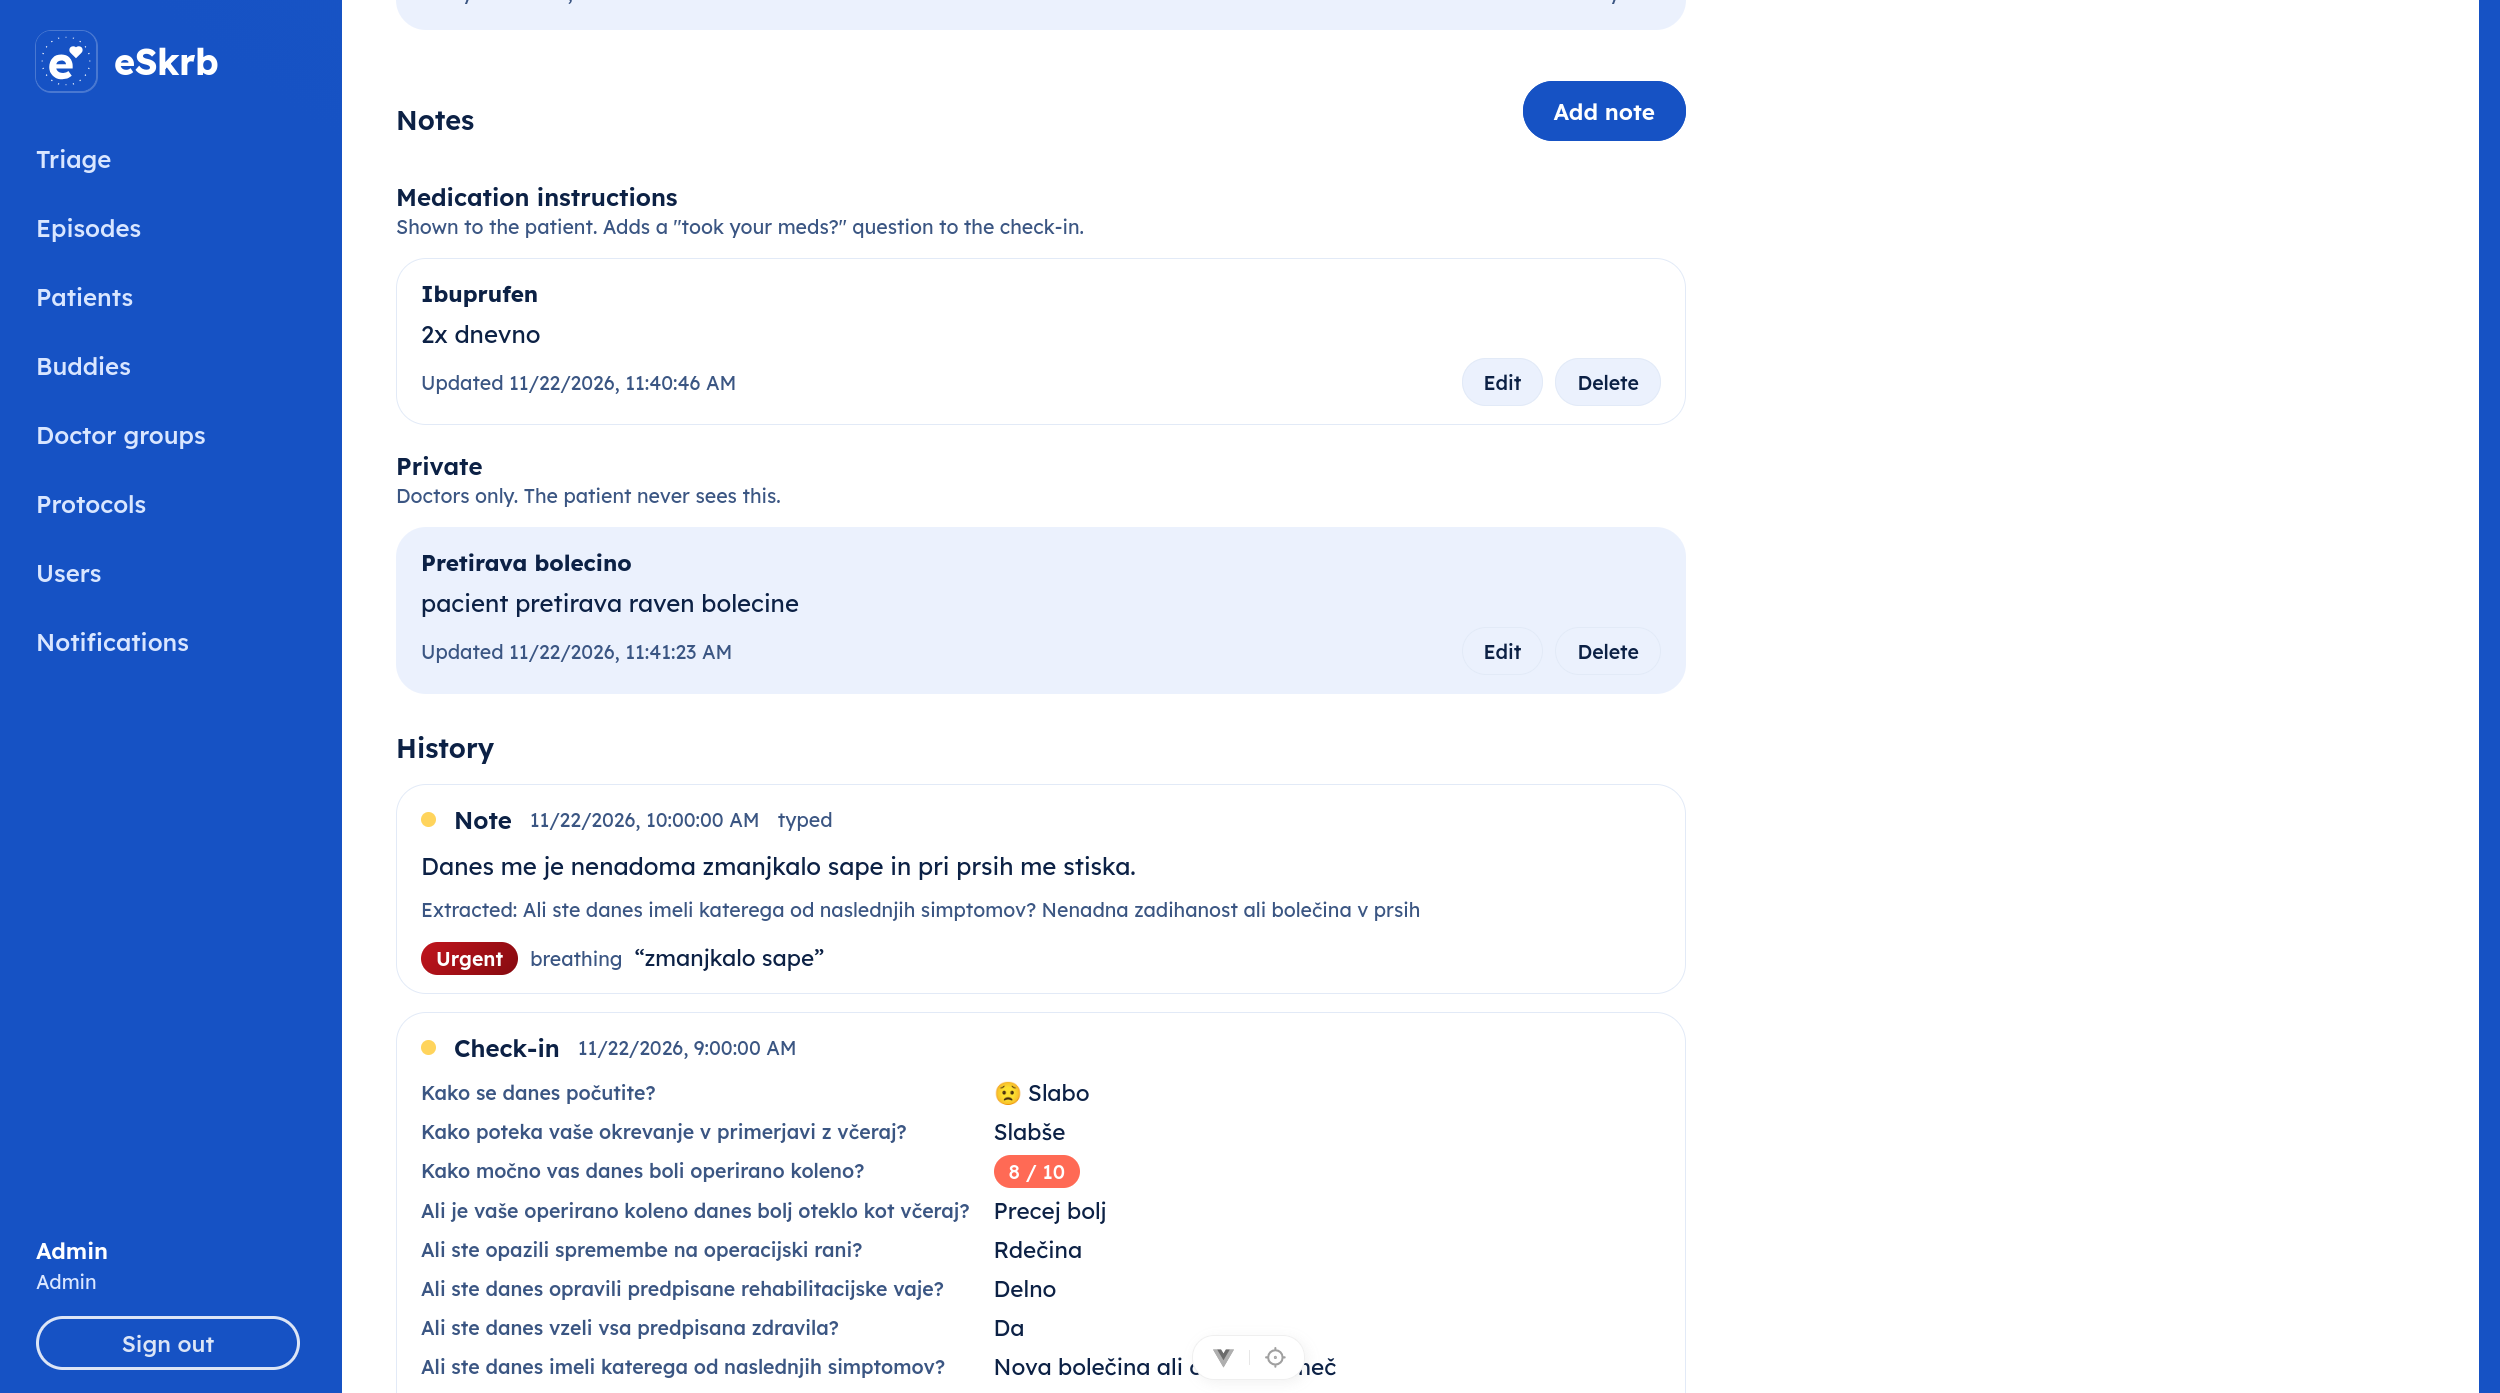 eSkrb
Triage
Episodes
Patients
Buddies
Doctor groups
Protocols
Users
Notifications
Admin
Admin
Sign out
Notes
Add note
Medication instructions
Shown to the patient. Adds a "took your meds?" question to the check-in.
Ibuprufen
2x dnevno
Updated 11/22/2026, 11:40:46 AM
Edit
Delete
Private
Doctors only. The patient never sees this.
Pretirava bolecino
pacient pretirava raven bolecine
Updated 11/22/2026, 11:41:23 AM
Edit
Delete
History
Note 11/22/2026, 10:00:00 AM typed
Danes me je nenadoma zmanjkalo sape in pri prsih me stiska.
Extracted: Ali ste danes imeli katerega od naslednjih simptomov? Nenadna zadihanost ali bolečina v prsih
Urgent breathing “zmanjkalo sape”
Check-in 11/22/2026, 9:00:00 AM
Kako se danes počutite? 😟 Slabo
Kako poteka vaše okrevanje v primerjavi z včeraj? Slabše
Kako močno vas danes boli operirano koleno? 8 / 10
Ali je vaše operirano koleno danes bolj oteklo kot včeraj? Precej bolj
Ali ste opazili spremembe na operacijski rani? Rdečina
Ali ste danes opravili predpisane rehabilitacijske vaje? Delno
Ali ste danes vzeli vsa predpisana zdravila? Da
Ali ste danes imeli katerega od naslednjih simptomov? Nova bolečina ali